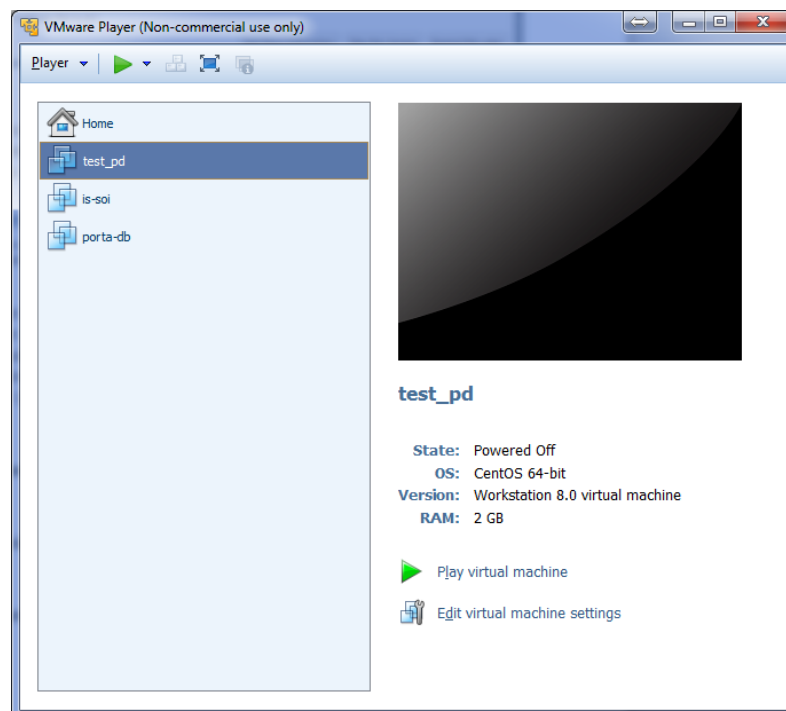 VMware Player (Non-commercial use only)
Player
Home
test_pd
is-soi
porta-db
test_pd
State: Powered Off
OS: CentOS 64-bit
Version: Workstation 8.0 virtual machine
RAM: 2 GB
Play virtual machine
Edit virtual machine settings